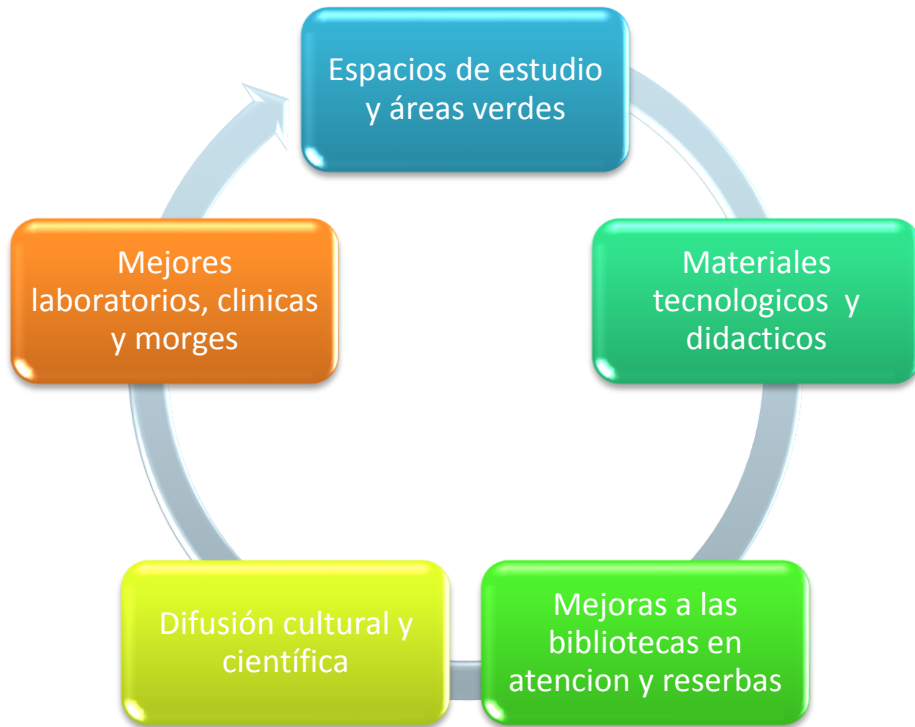 Espacios de estudio
y áreas verdes
Materiales
tecnologicos y
didacticos
Mejoras a las
bibliotecas en
atencion y reserbas
Difusión cultural y
científica
Mejores
laboratorios, clinicas
y morges